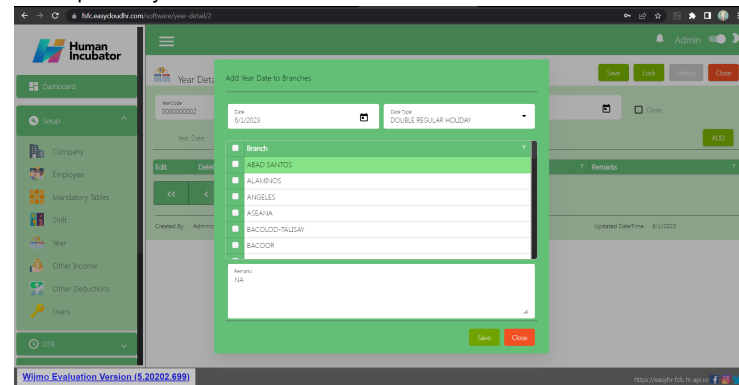 fsfc.easycloudhr.com/software/year-detail/2
Human
Incubator
Admin
Dashboard
Year Deta
Add Year Date to Branches
Save
Lock
Unlock
Close
YearCode
0000000002
Date
6/1/2023
Date Type
DOUBLE REGULAR HOLIDAY
Close
Setup
Year Date
ADD
Company
Branch
Employee
Edit
Delet
ABAD SANTOS
Remarks
Mandatory Tables
ALAMINOS
<<
<
ANGELES
Shift
ASEANA
Year
Created By:
BACOLOD-TALISAY
Updated DateTime:
6/1/2023
Other Income
BACOOR
Other Deductions
Remarks
NA
Users
DTR
Save
Close
Wijmo Evaluation Version (5.20202.699)